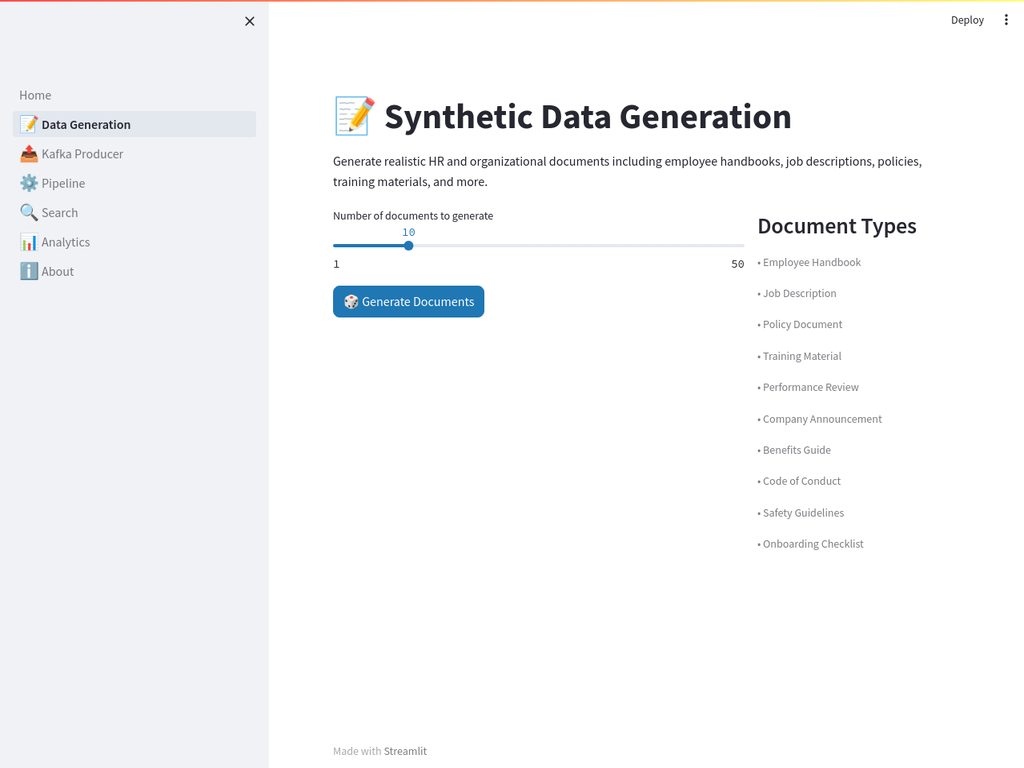 Deploy
Home
Data Generation
Kafka Producer
Pipeline
Search
Analytics
About
Synthetic Data Generation
Generate realistic HR and organizational documents including employee handbooks, job descriptions, policies,
training materials, and more.
Number of documents to generate
10
1 50
Generate Documents
Document Types
• Employee Handbook
• Job Description
• Policy Document
• Training Material
• Performance Review
• Company Announcement
• Benefits Guide
• Code of Conduct
• Safety Guidelines
• Onboarding Checklist
Made with Streamlit